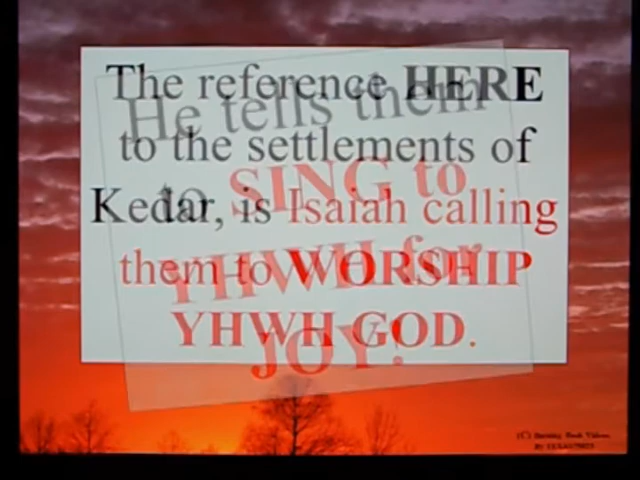 The reference HERE
to the settlements of
Kedar, is Isaiah calling
them to WORSHIP
YHWH GOD.
He tells them
to SING to
YHWH for
JOY!